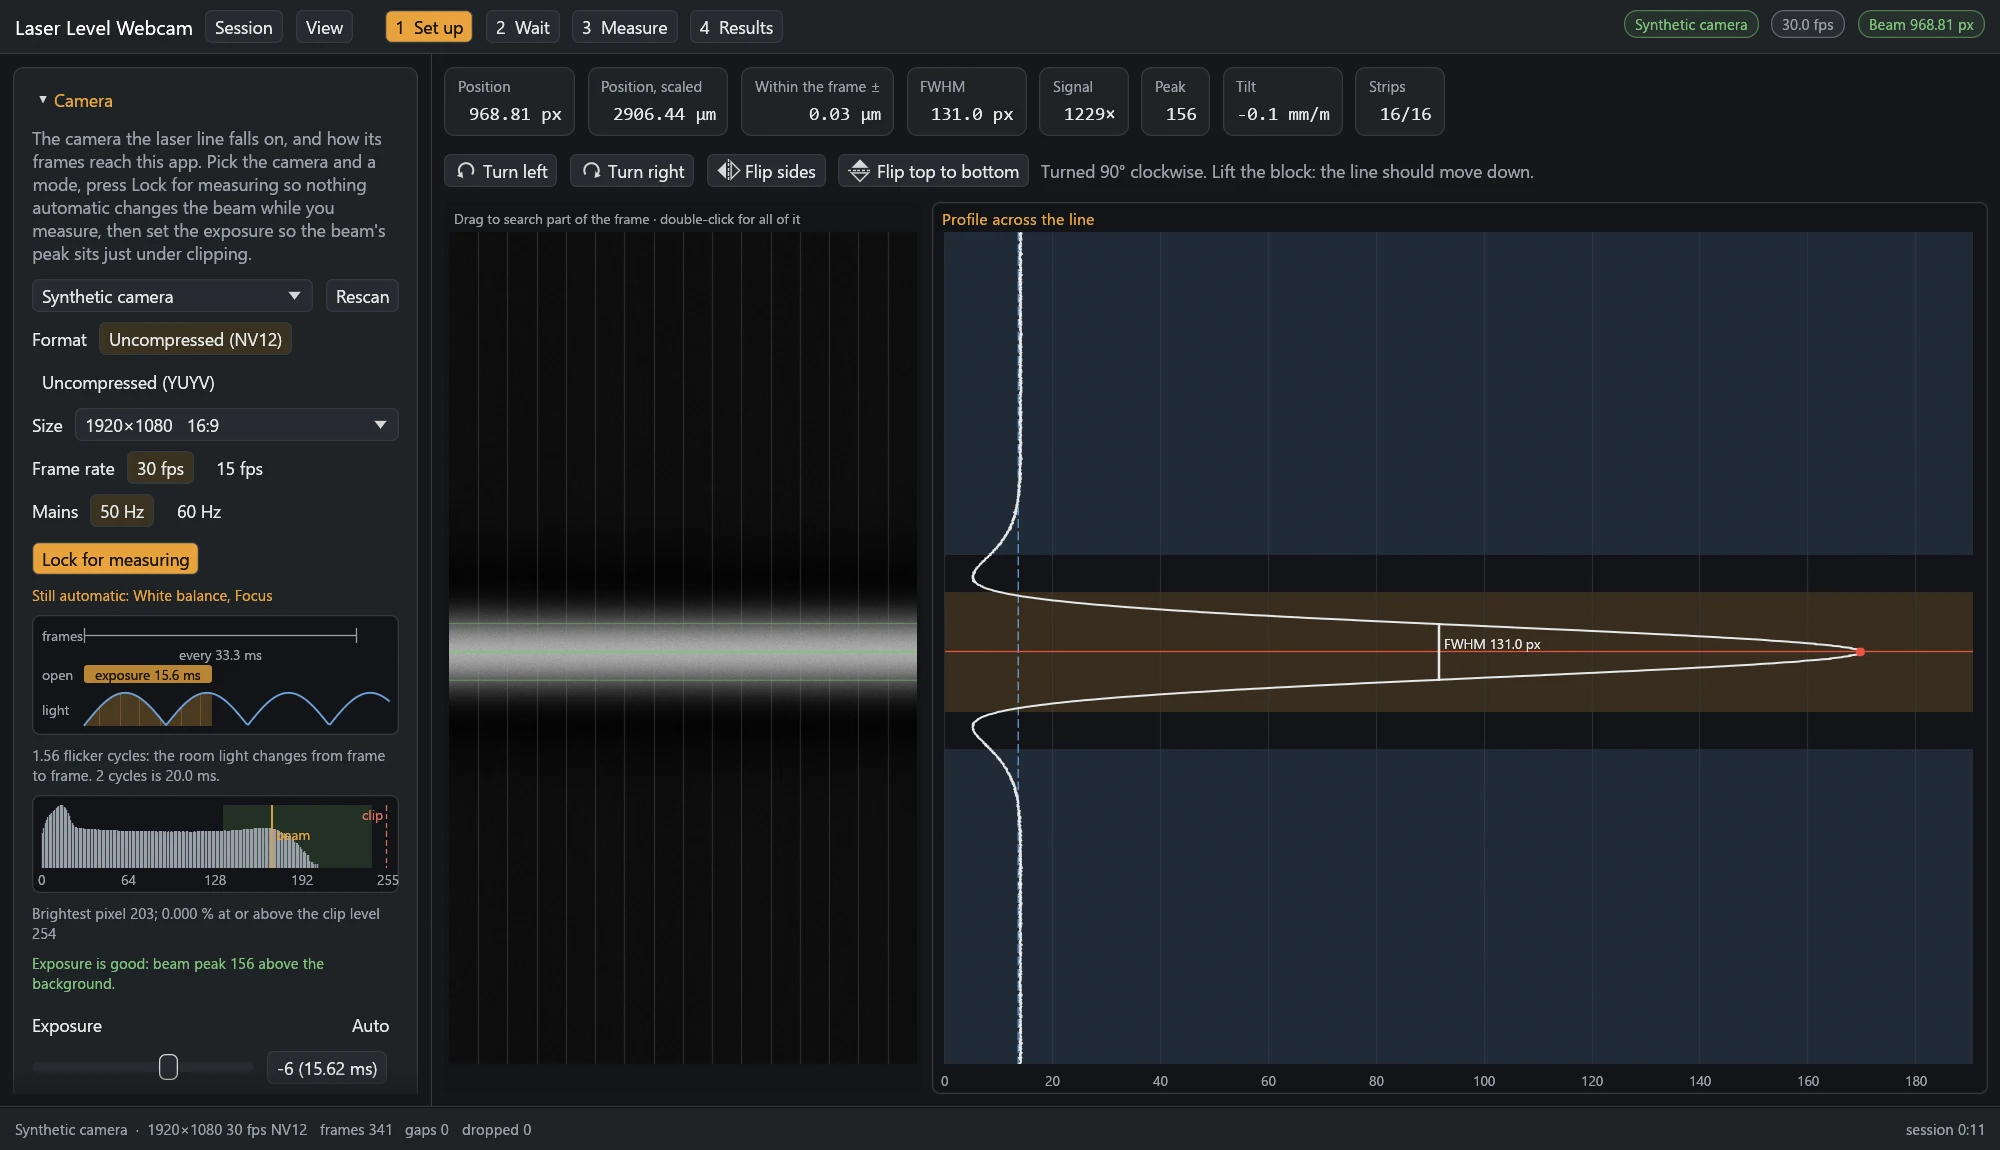 Laser Level Webcam
Session
View
1 Set up
2 Wait
3 Measure
4 Results
Synthetic camera
30.0 fps
Beam 968.81 px
▼ Camera
The camera the laser line falls on, and how its
frames reach this app. Pick the camera and a
mode, press Lock for measuring so nothing
automatic changes the beam while you
measure, then set the exposure so the beam's
peak sits just under clipping.
Synthetic camera
Rescan
Format Uncompressed (NV12)
Uncompressed (YUYV)
Size 1920×1080 16:9
Frame rate 30 fps 15 fps
Mains 50 Hz 60 Hz
Lock for measuring
Still automatic: White balance, Focus
frames
every 33.3 ms
open exposure 15.6 ms
light
1.56 flicker cycles: the room light changes from frame
to frame. 2 cycles is 20.0 ms.
clip
beam
0 64 128 192 255
Brightest pixel 203; 0.000 % at or above the clip level
254
Exposure is good: beam peak 156 above the
background.
Exposure Auto
-6 (15.62 ms)
Position
968.81 px
Position, scaled
2906.44 µm
Within the frame ±
0.03 µm
FWHM
131.0 px
Signal
1229×
Peak
156
Tilt
-0.1 mm/m
Strips
16/16
Turn left
Turn right
Flip sides
Flip top to bottom
Turned 90° clockwise. Lift the block: the line should move down.
Drag to search part of the frame · double-click for all of it
Profile across the line
FWHM 131.0 px
0 20 40 60 80 100 120 140 160 180
Synthetic camera · 1920×1080 30 fps NV12 frames 341 gaps 0 dropped 0
session 0:11